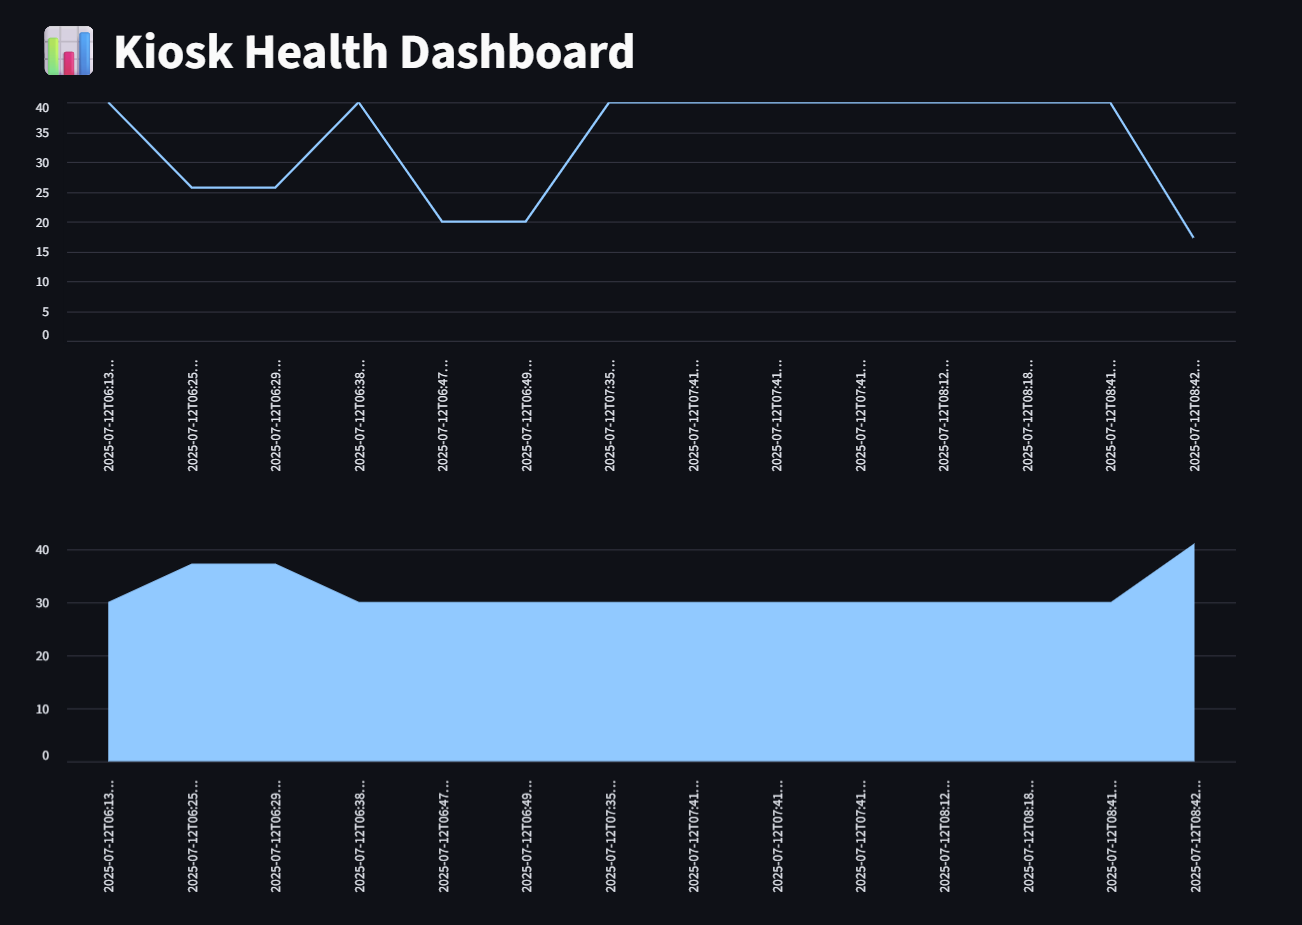 Kiosk Health Dashboard
40
35
30
25
20
15
10
5
0
2025-07-12T06:13…
2025-07-12T06:25…
2025-07-12T06:29…
2025-07-12T06:38…
2025-07-12T06:47…
2025-07-12T06:49…
2025-07-12T07:35…
2025-07-12T07:41…
2025-07-12T07:41…
2025-07-12T07:41…
2025-07-12T08:12…
2025-07-12T08:18…
2025-07-12T08:41…
2025-07-12T08:42…
40
30
20
10
0
2025-07-12T06:13…
2025-07-12T06:25…
2025-07-12T06:29…
2025-07-12T06:38…
2025-07-12T06:47…
2025-07-12T06:49…
2025-07-12T07:35…
2025-07-12T07:41…
2025-07-12T07:41…
2025-07-12T07:41…
2025-07-12T08:12…
2025-07-12T08:18…
2025-07-12T08:41…
2025-07-12T08:42…